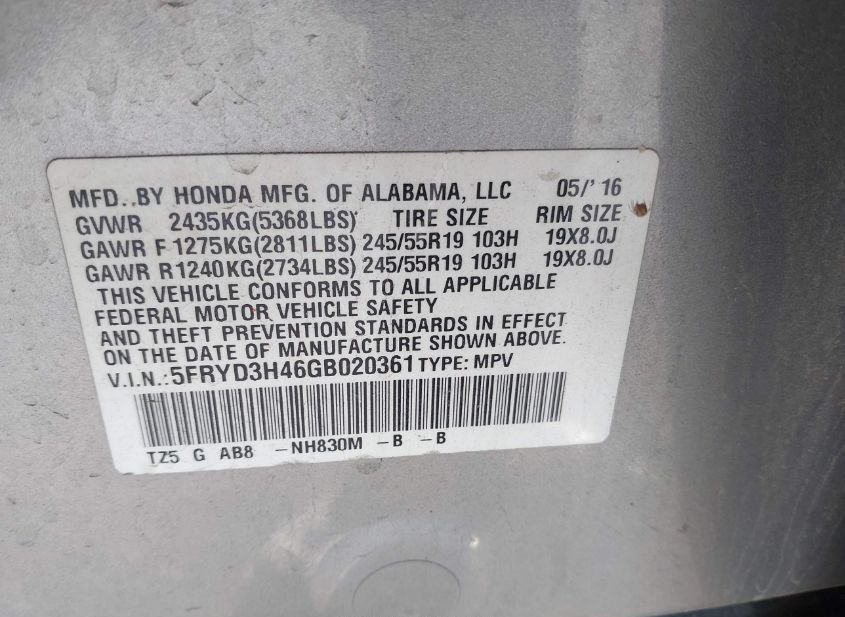 MFD. BY HONDA MFG. OF ALABAMA, LLC 05/'16
GVWR 2435KG(5368LBS) TIRE SIZE RIM SIZE
GAWR F 1275KG(2811LBS) 245/55R19 103H 19X8.0J
GAWR R1240KG(2734LBS) 245/55R19 103H 19X8.0J
THIS VEHICLE CONFORMS TO ALL APPLICABLE
FEDERAL MOTOR VEHICLE SAFETY
AND THEFT PREVENTION STANDARDS IN EFFECT
ON THE DATE OF MANUFACTURE SHOWN ABOVE.
V.I.N.:5FRYD3H46GB020361 TYPE: MPV
TZ5 G AB8 -NH830M -B -B